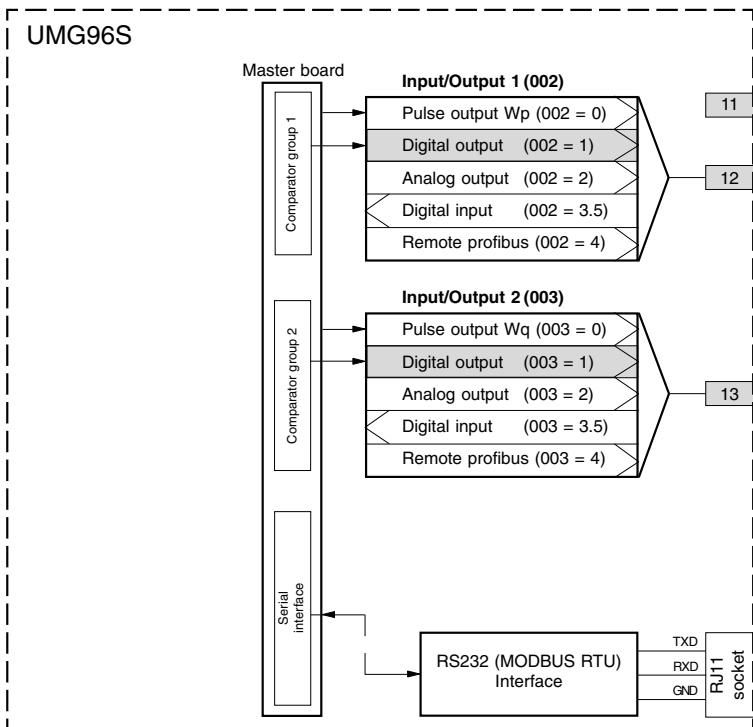 UMG96S
Master board
Comparator group 1
Input/Output 1 (002)
Pulse output Wp (002 = 0)
Digital output (002 = 1)
Analog output (002 = 2)
Digital input (002 = 3.5)
Remote profibus (002 = 4)
11
12
Comparator group 2
Input/Output 2 (003)
Pulse output Wq (003 = 0)
Digital output (003 = 1)
Analog output (003 = 2)
Digital input (003 = 3.5)
Remote profibus (003 = 4)
13
Serial
interface
RS232 (MODBUS RTU)
Interface
TXD
RXD
GND
RJ11
socket